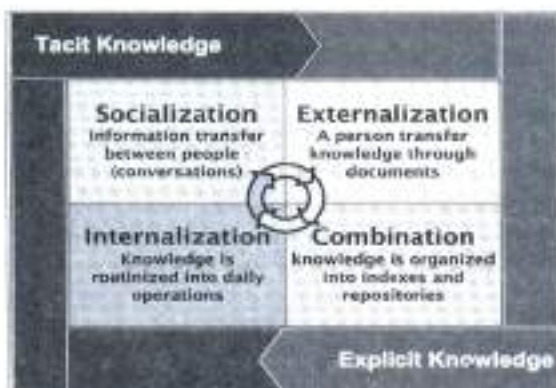 Tacit Knowledge
Socialization
Information transfer
between people
(conversations)
Externalization
A person transfer
knowledge through
documents
Internalization
Knowledge is
routinized into daily
operations
Combination
knowledge is organized
into indexes and
repositories
Explicit Knowledge